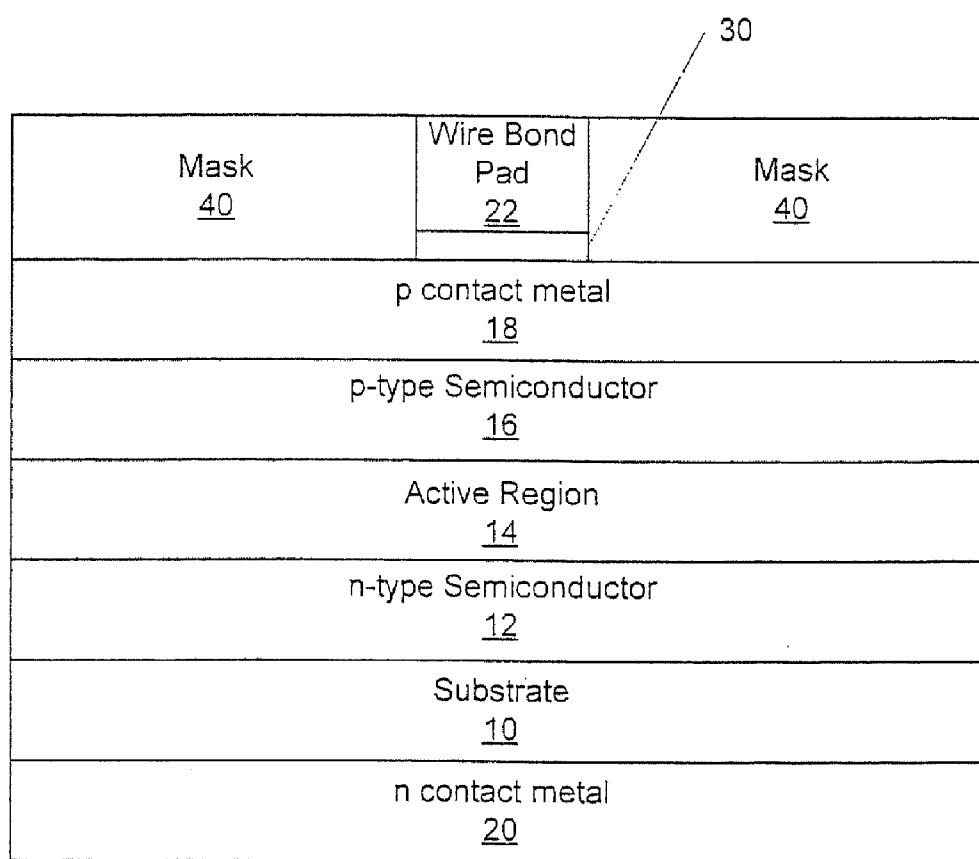 30
Mask
40
Wire Bond
Pad
22
Mask
40
p contact metal
18
p-type Semiconductor
16
Active Region
14
n-type Semiconductor
12
Substrate
10
n contact metal
20